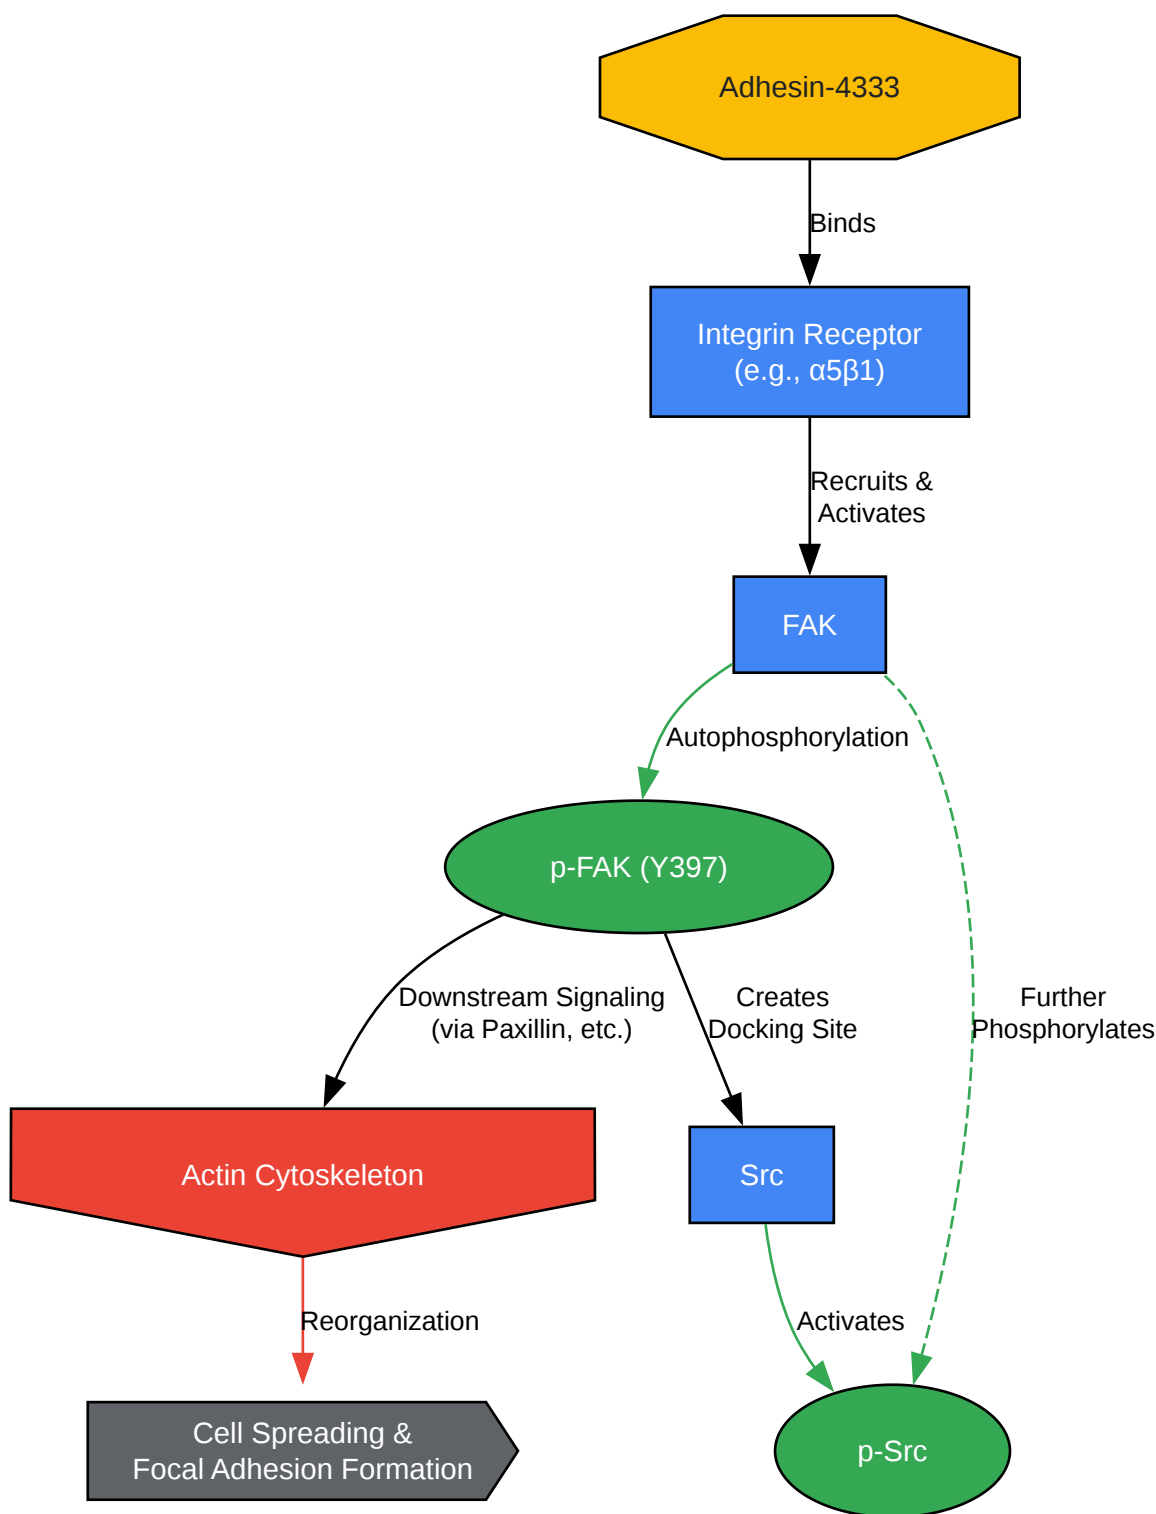 Adhesin-4333
Binds
Integrin Receptor
(e.g., α5β1)
Recruits &
Activates
FAK
Autophosphorylation
p-FAK (Y397)
Downstream Signaling
(via Paxillin, etc.)
Creates
Docking Site
Further
Phosphorylates
Actin Cytoskeleton
Src
Reorganization
Activates
Cell Spreading &
Focal Adhesion Formation
p-Src